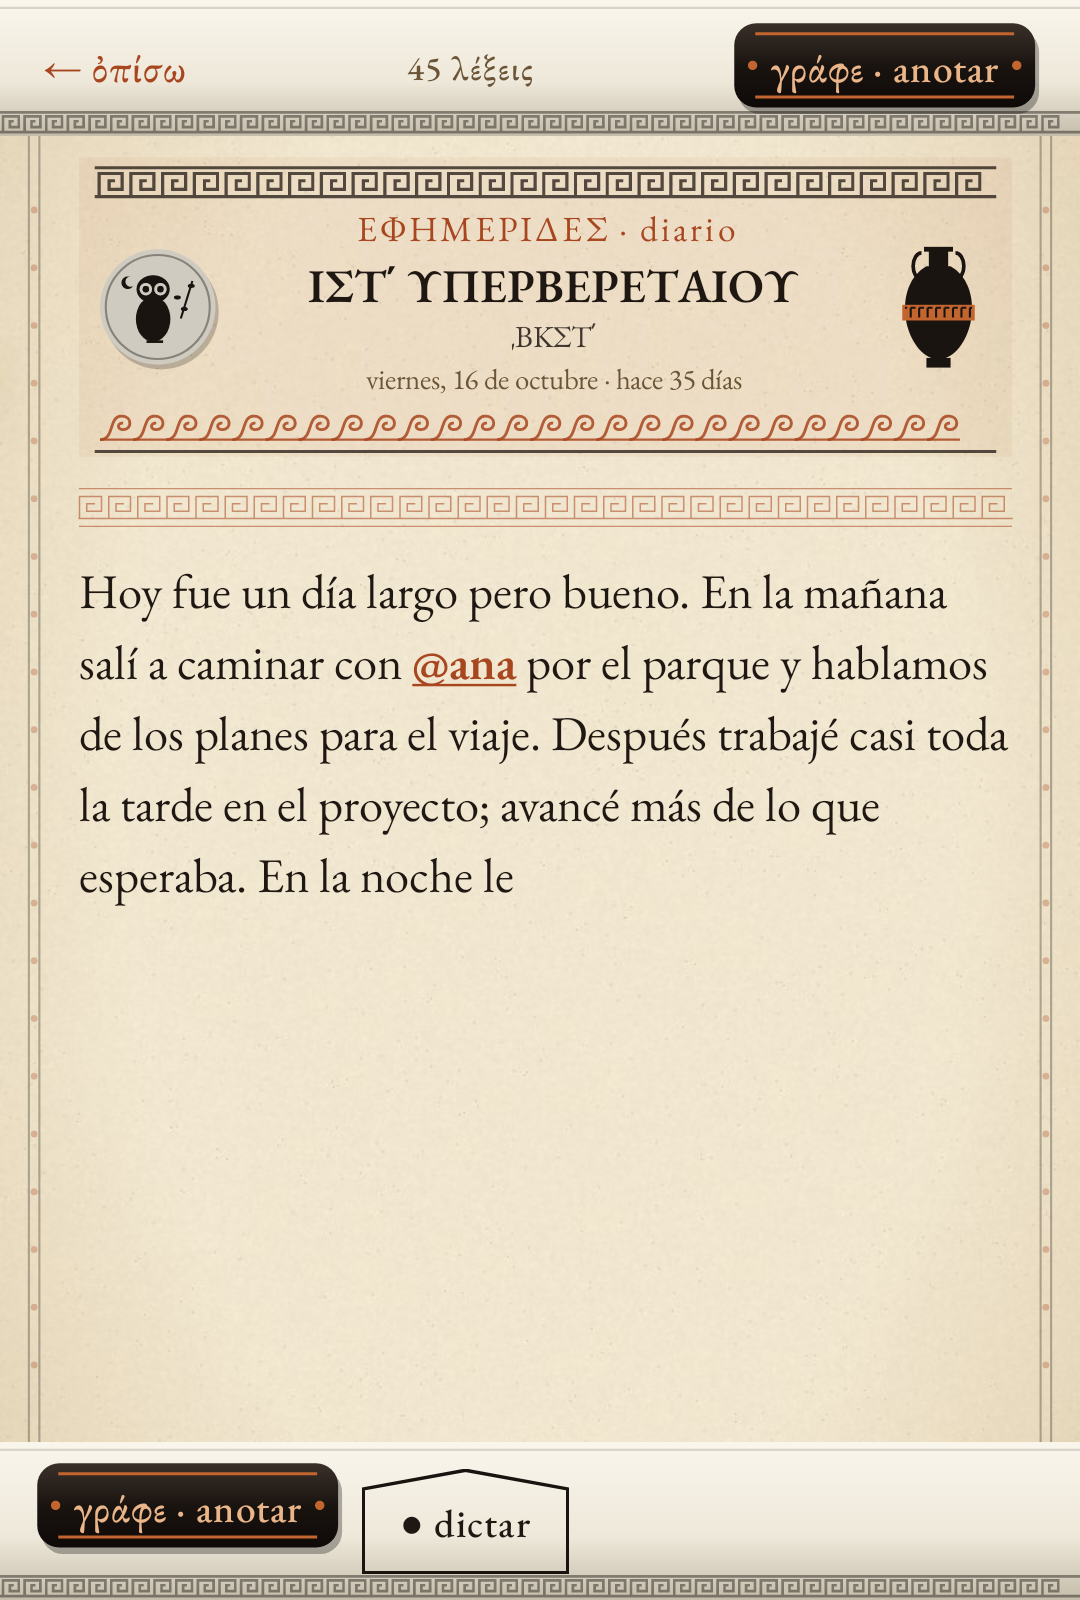 ← ὀπίσω
45 λέξεις
γράφε · anotar
ΕΦΗΜΕΡΙΔΕΣ · diario
ΙΣΤʹ ΥΠΕΡΒΕΡΕΤΑΙΟΥ
͵ΒΚΣΤʹ
viernes, 16 de octubre · hace 35 días
Hoy fue un día largo pero bueno. En la mañana
salí a caminar con @ana por el parque y hablamos
de los planes para el viaje. Después trabajé casi toda
la tarde en el proyecto; avancé más de lo que
esperaba. En la noche le
γράφε · anotar
● dictar